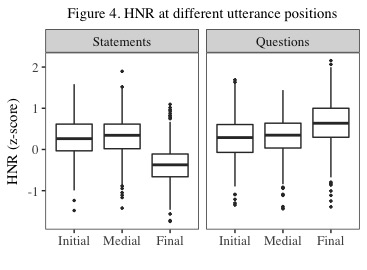 Figure 4. HNR at different utterance positions
Statements
Questions
HNR (z-score)
2
1
0
-1
Initial Medial Final
Initial Medial Final